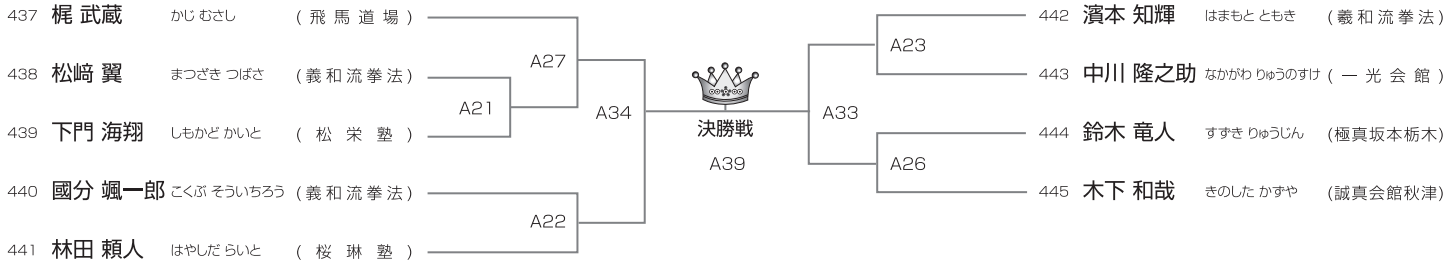 437 梶 武蔵 かじ むさし (飛馬道場)
438 松﨑 翼 まつざき つばさ (義和流拳法)
439 下門 海翔 しもかど かいと (松栄塾)
440 國分 颯一郎 こくぶ そういちろう (義和流拳法)
441 林田 頼人 はやしだ らいと (桜琳塾)
A27
A21
A34
A22
決勝戦
A39
A23
A33
A26
442 濱本 知輝 はまもと ともき (羲和流拳法)
443 中川 隆之助 なかがわ りゅうのすけ (一光会館)
444 鈴木 竜人 すずき りゅうじん (極真坂本栃木)
445 木下 和哉 きのした かずや (誠真会館秋津)